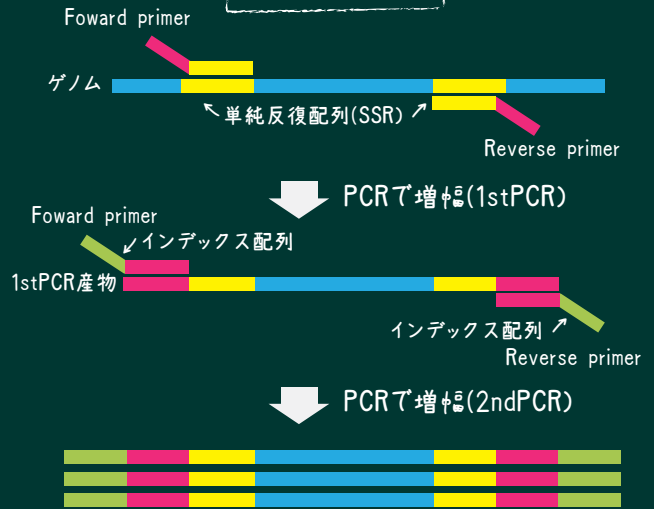 Foward primer
ゲノム
単純反復配列(SSR)
Reverse primer
PCRで増幅(1stPCR)
Foward primer
インデックス配列
1stPCR産物
インデックス配列
Reverse primer
PCRで増幅(2ndPCR)